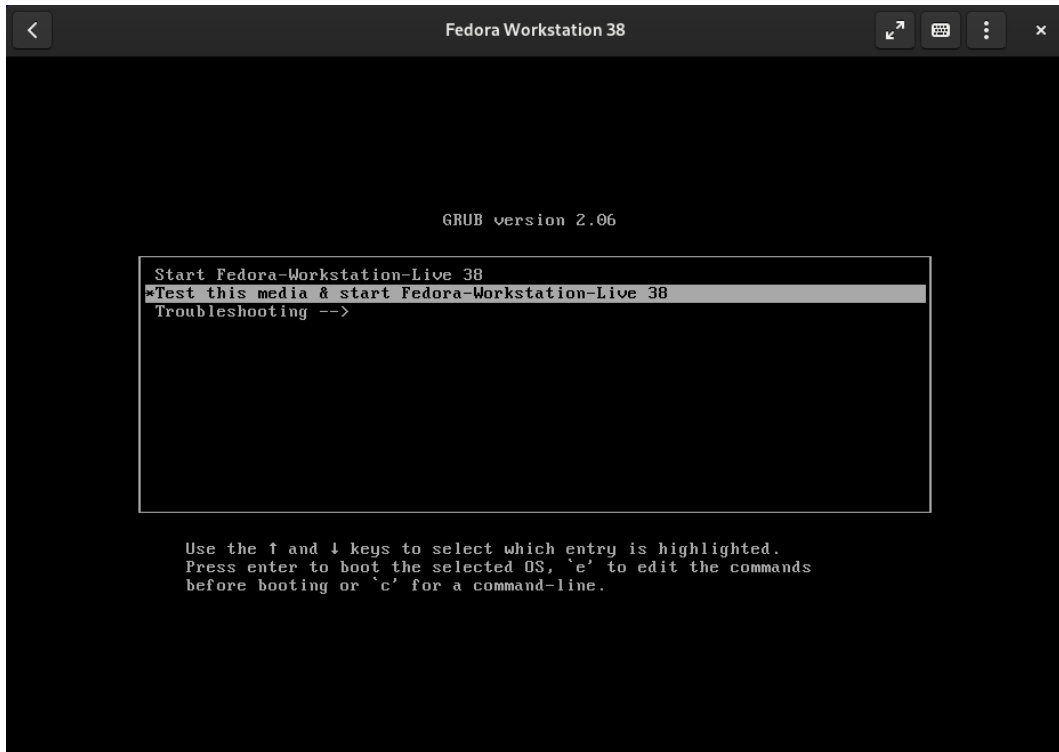 Fedora Workstation 38
GRUB version 2.06
Start Fedora-Workstation-Live 38
*Test this media & start Fedora-Workstation-Live 38
Troubleshooting -->
Use the ↑ and ↓ keys to select which entry is highlighted.
Press enter to boot the selected OS, `e' to edit the commands
before booting or `c' for a command-line.